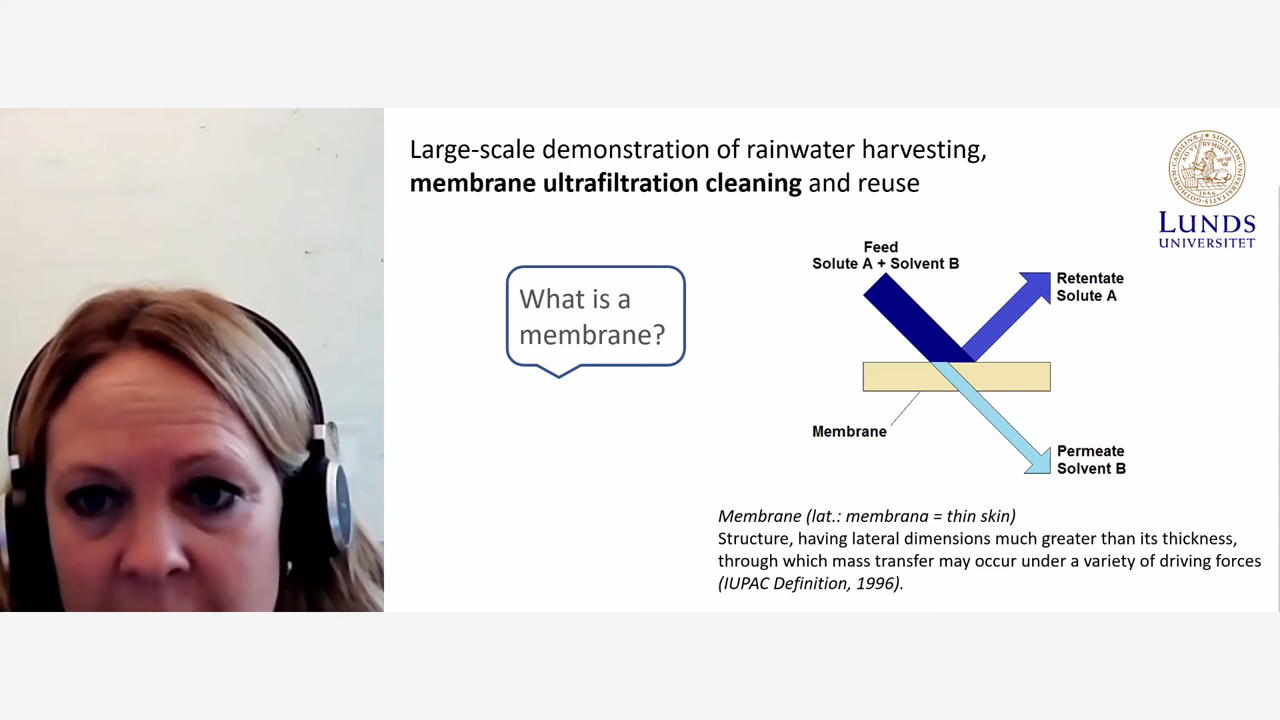 Large-scale demonstration of rainwater harvesting,
membrane ultrafiltration cleaning and reuse
LUNDS
UNIVERSITET
What is a
membrane?
Feed
Solute A + Solvent B
Retentate
Solute A
Membrane
Permeate
Solvent B
Membrane (lat.: membrana = thin skin)
Structure, having lateral dimensions much greater than its thickness,
through which mass transfer may occur under a variety of driving forces
(IUPAC Definition, 1996).